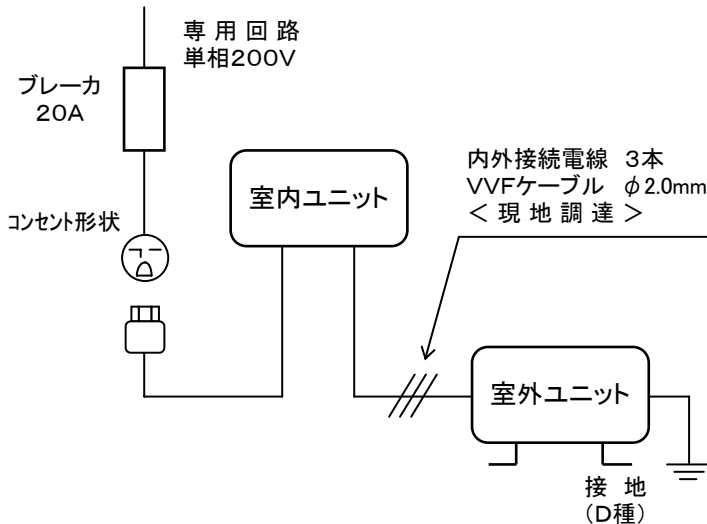 専用回路
単相200V
ブレーカ
20A
コンセント形状
室内ユニット
内外接続電線 3本
VVFケーブル φ2.0mm
<現地調達>
室外ユニット
接地
(D種)